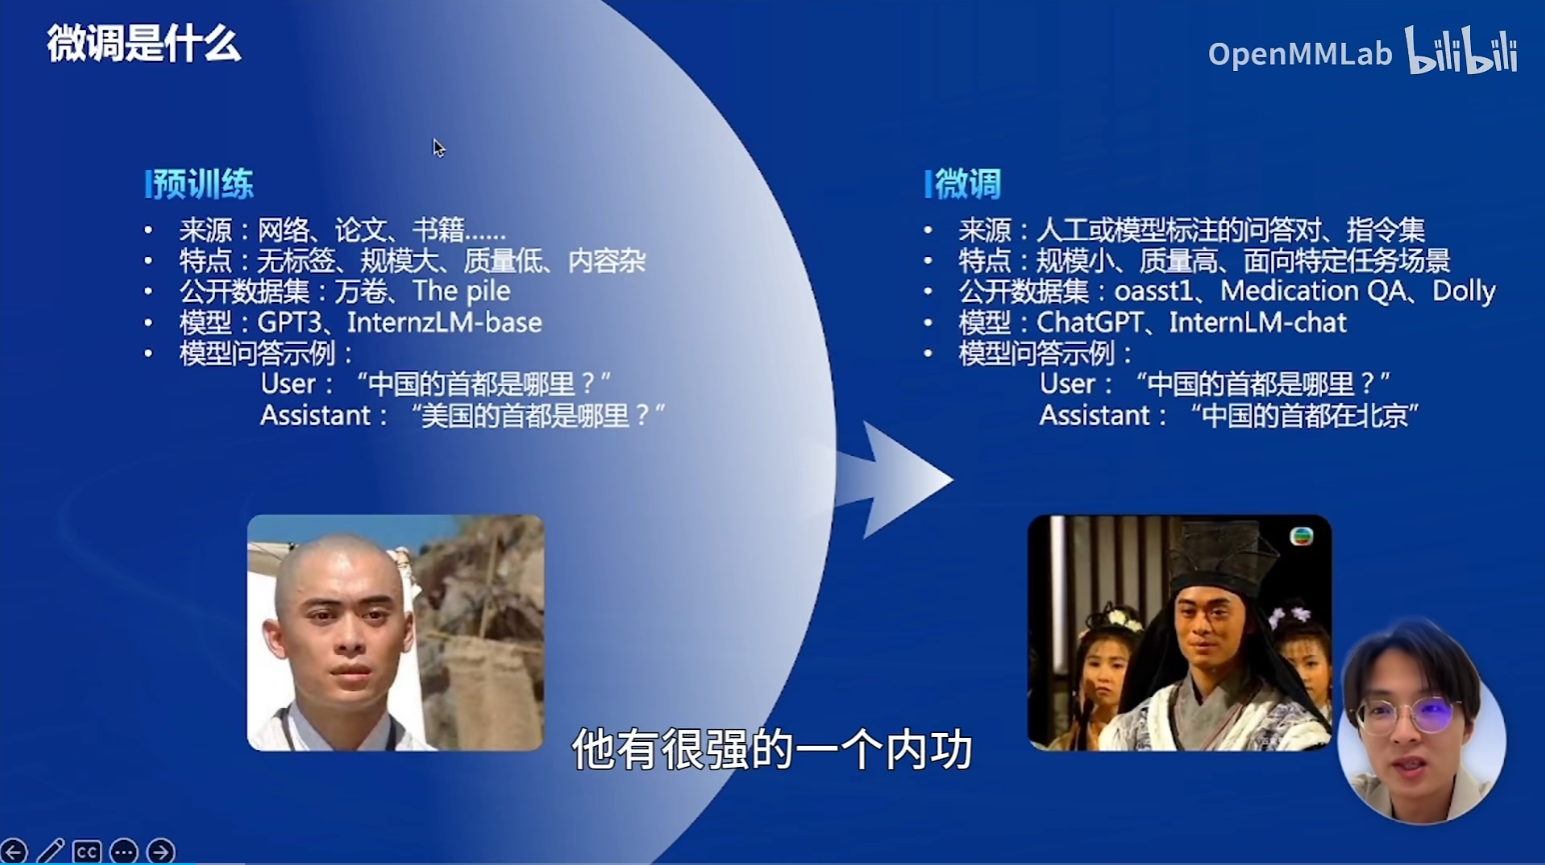 微调是什么
OpenMMLab bilibili
预训练
• 来源：网络、论文、书籍……
• 特点：无标签、规模大、质量低、内容杂
• 公开数据集：万卷、The pile
• 模型：GPT3、InternzLM-base
• 模型问答示例：
User： “中国的首都是哪里？”
Assistant： “美国的首都是哪里？”
微调
• 来源：人工或模型标注的问答对、指令集
• 特点：规模小、质量高、面向特定任务场景
• 公开数据集：oasst1、Medication QA、Dolly
• 模型：ChatGPT、InternLM-chat
• 模型问答示例：
User： “中国的首都是哪里？”
Assistant： “中国的首都在北京”
他有很强的一个内功
CC